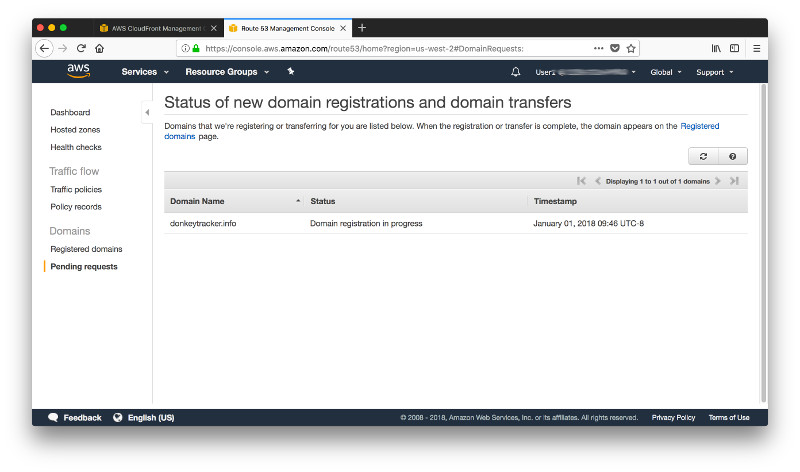 AWS CloudFront Management
Route 53 Management Console
https://console.aws.amazon.com/route53/home?region=us-west-2#DomainRequests:
aws
Services
Resource Groups
User1
Global
Support
Dashboard
Hosted zones
Health checks
Traffic flow
Traffic policies
Policy records
Domains
Registered domains
Pending requests
Status of new domain registrations and domain transfers
Domains that we're registering or transferring for you are listed below. When the registration or transfer is complete, the domain appears on the Registered
domains page.
Displaying 1 to 1 out of 1 domains
Domain Name Status Timestamp
donkeytracker.info Domain registration in progress January 01, 2018 09:46 UTC-8
Feedback
English (US)
© 2008 - 2018, Amazon Web Services, Inc. or its affiliates. All rights reserved.
Privacy Policy
Terms of Use